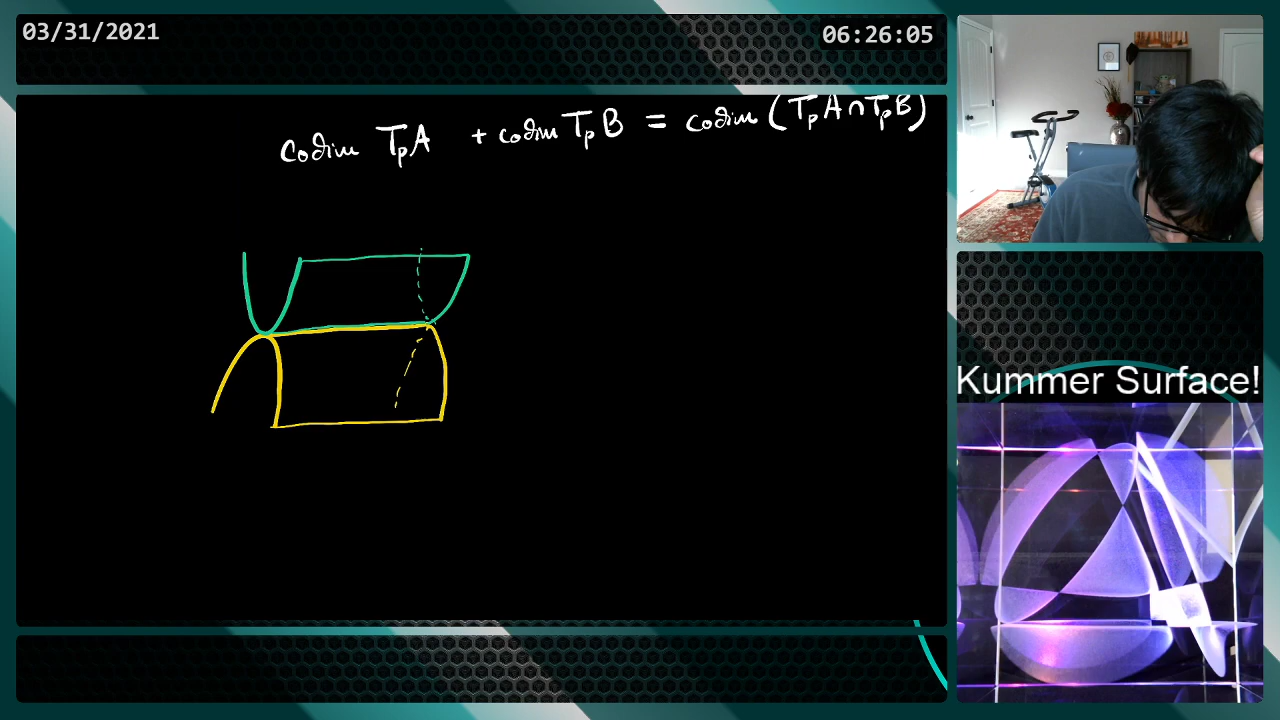 03/31/2021
06:26:05
codim TₚA + codim TₚB = codim (TₚA∩TₚB)
Kummer Surface!